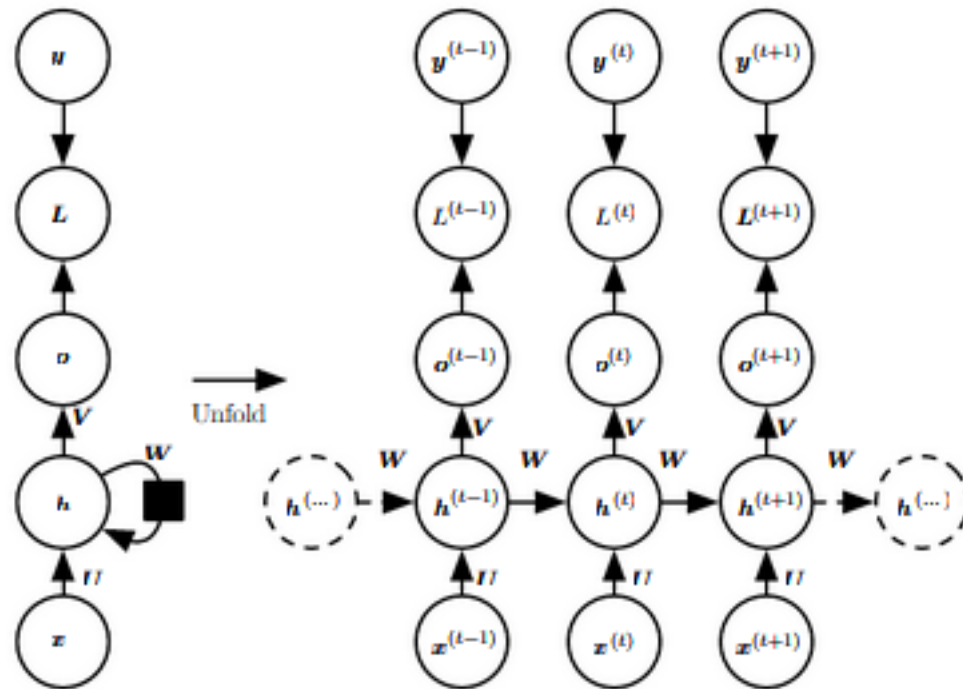 y y^(t−1) y^(t) y^(t+1)
L L^(t−1) L^(t) L^(t+1)
o o^(t−1) o^(t) o^(t+1)
Unfold
V V V V
W W W W W
h h^(...) h^(t−1) h^(t) h^(t+1) h^(...)
U U U U
x x^(t−1) x^(t) x^(t+1)